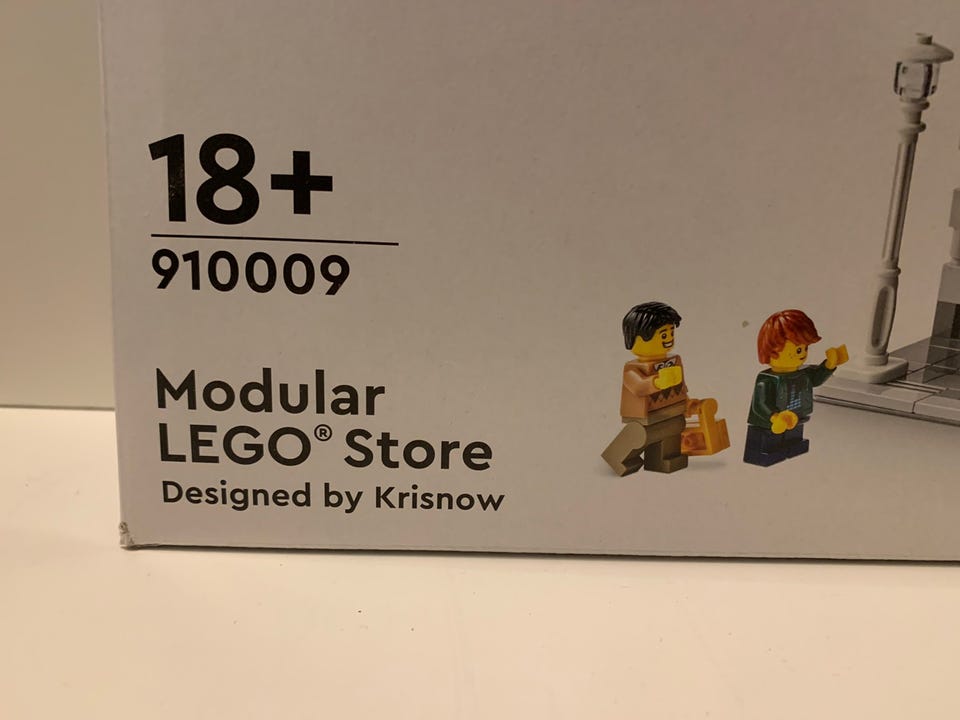 18+
910009
Modular
LEGO® Store
Designed by Krisnow